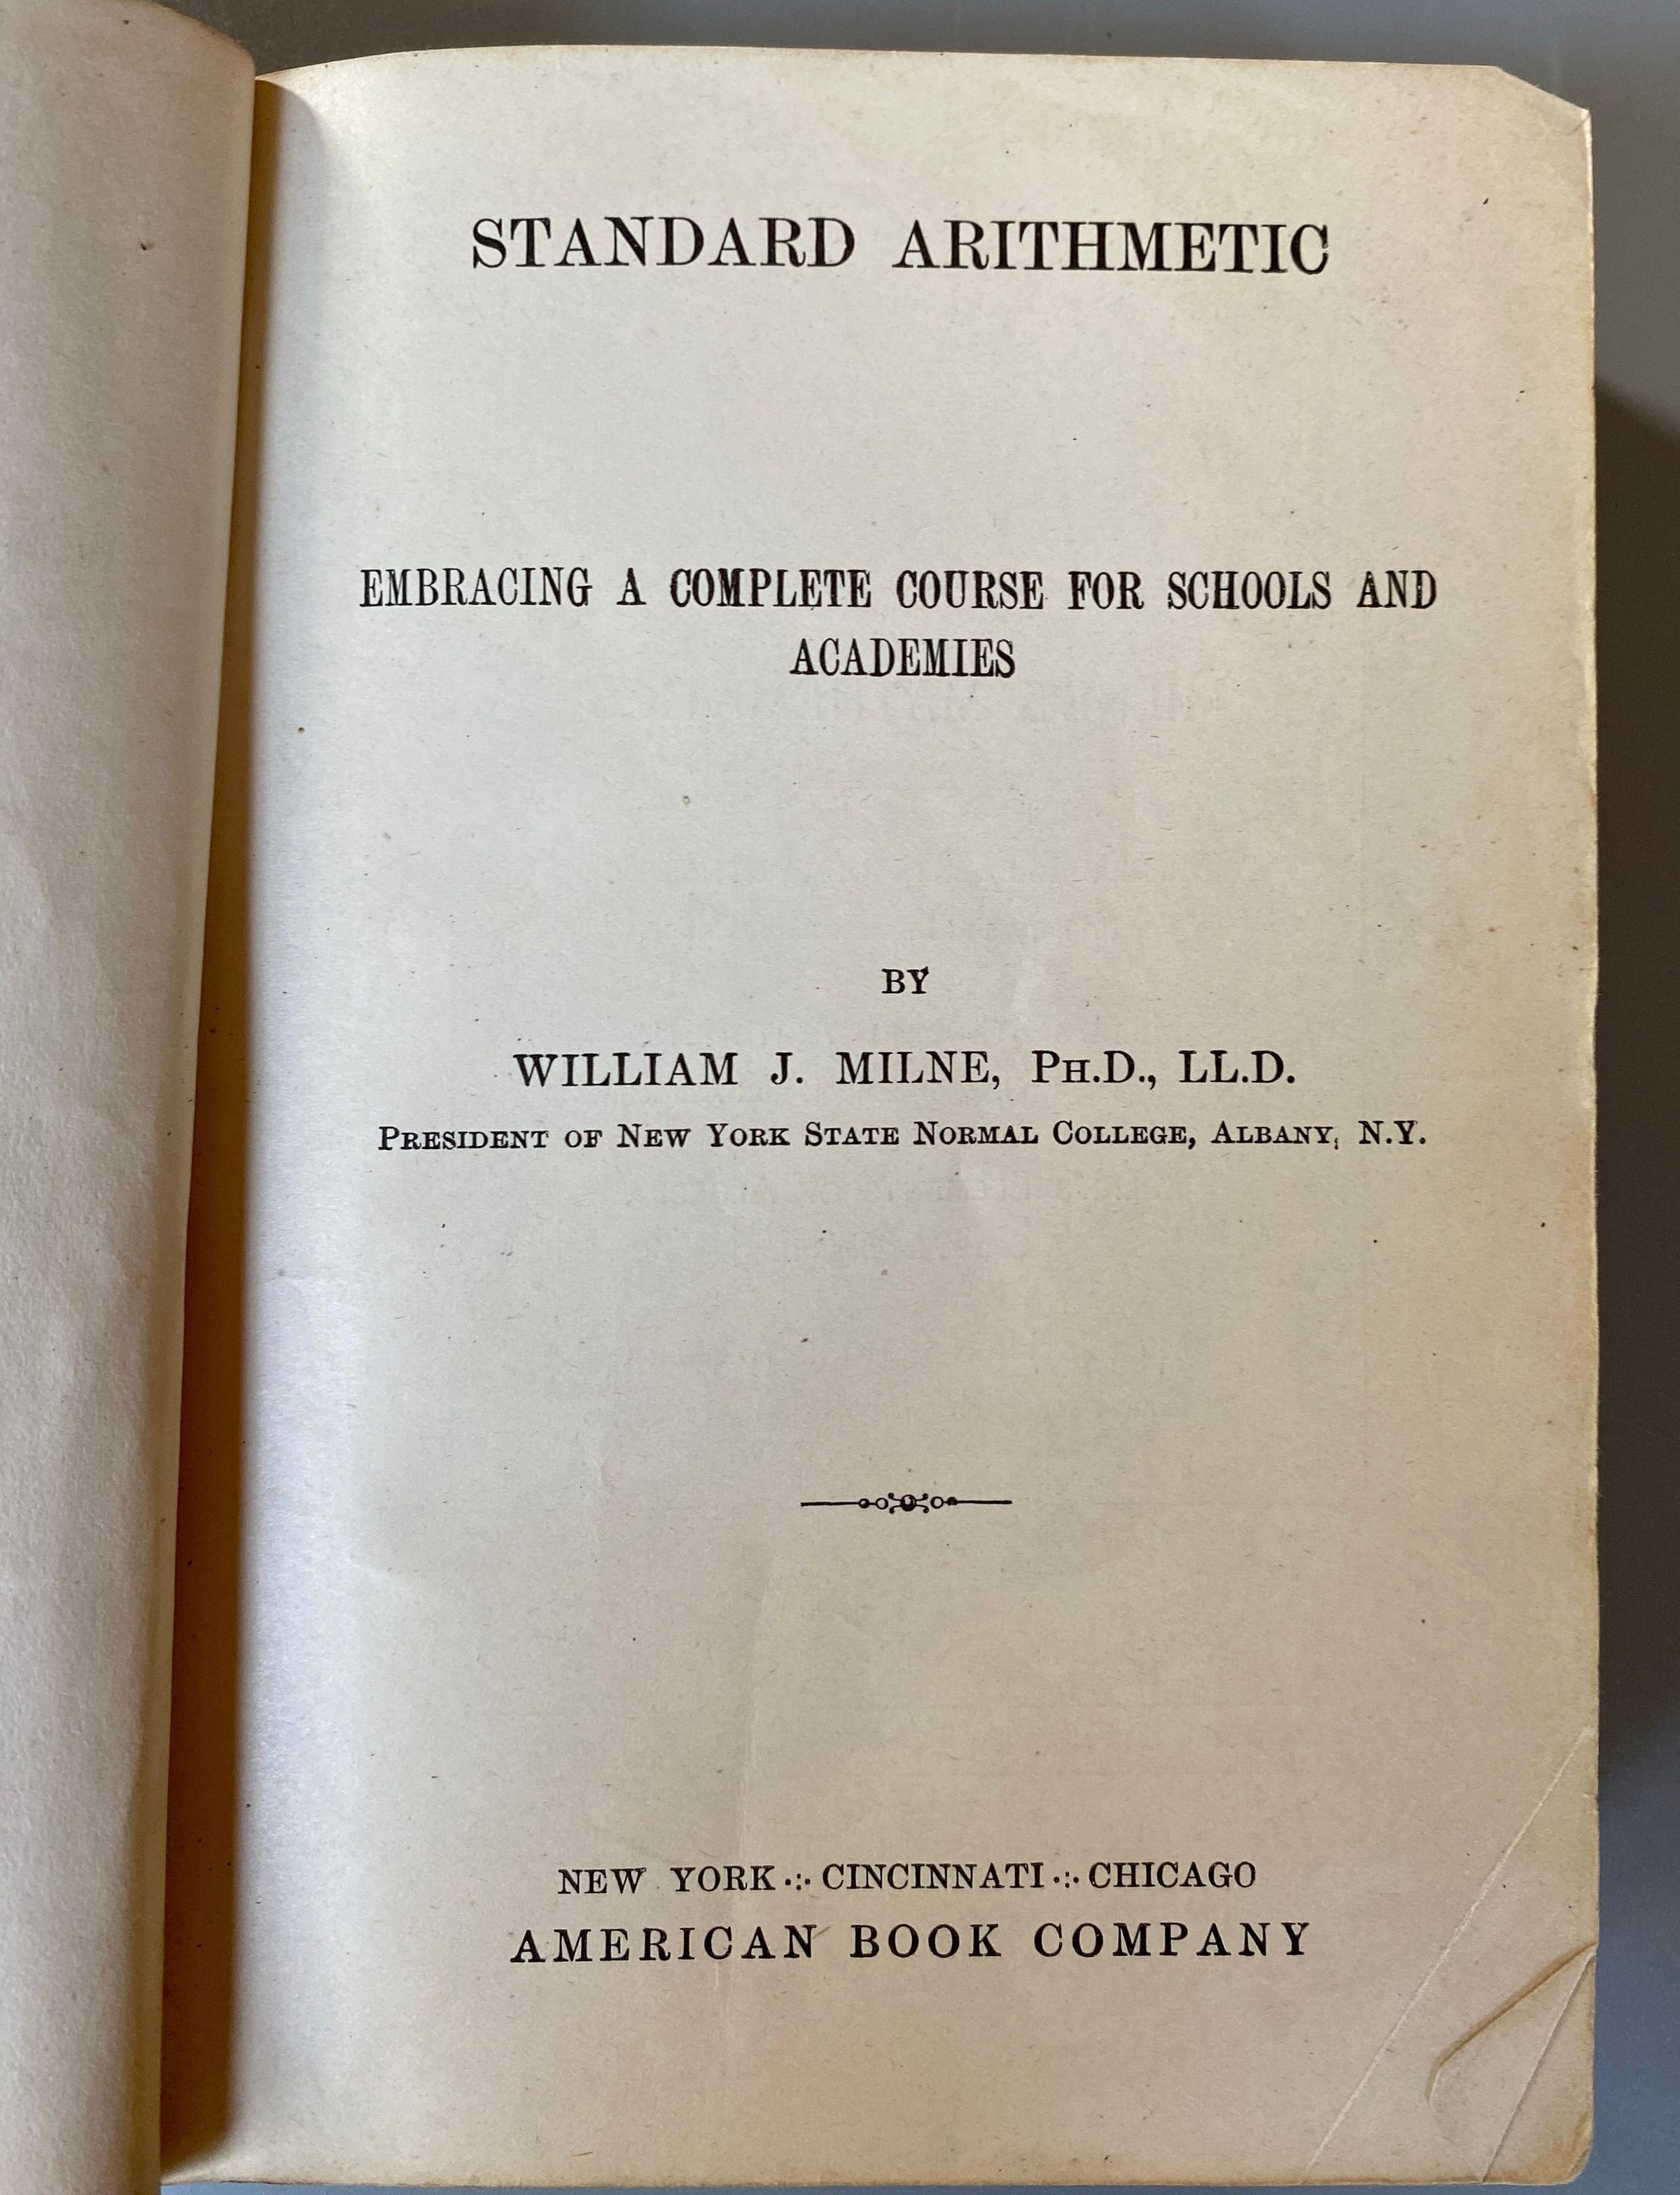 STANDARD ARITHMETIC
EMBRACING A COMPLETE COURSE FOR SCHOOLS AND
ACADEMIES
BY
WILLIAM J. MILNE, PH.D., LL.D.
PRESIDENT OF NEW YORK STATE NORMAL COLLEGE, ALBANY, N.Y.
NEW YORK ·:· CINCINNATI ·:· CHICAGO
AMERICAN BOOK COMPANY